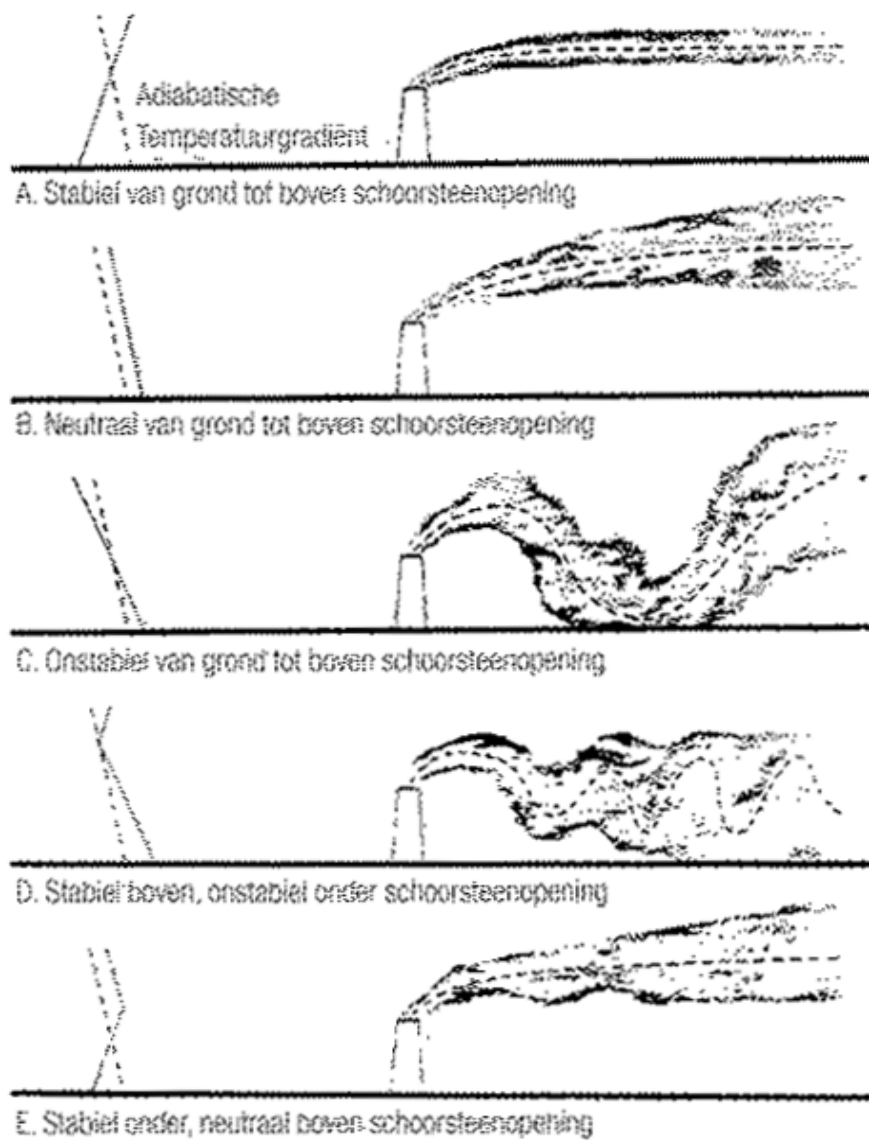 Adiabatische
Temperatuurgradiënt
A. Stabiel van grond tot boven schoorsteenopening
B. Neutraal van grond tot boven schoorsteenopening
C. Onstabiel van grond tot boven schoorsteenopening
D. Stabiel boven, onstabiel onder schoorsteenopening
E. Stabiel onder, neutraal boven schoorsteenopening